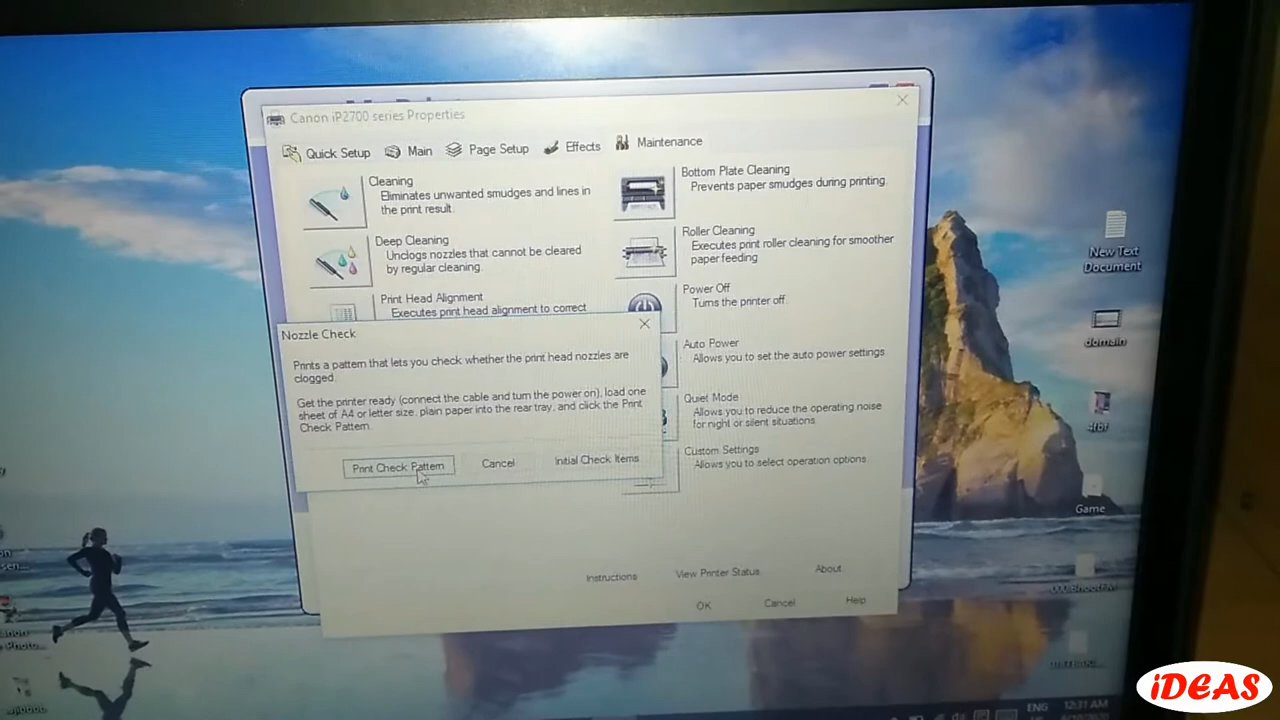 Canon iP2700 series Properties
Quick Setup
Main
Page Setup
Effects
Maintenance
Cleaning
Eliminates unwanted smudges and lines in
the print result.
Deep Cleaning
Unclogs nozzles that cannot be cleared
by regular cleaning.
Print Head Alignment
Executes print head alignment to correct
Bottom Plate Cleaning
Prevents paper smudges during printing.
Roller Cleaning
Executes print roller cleaning for smoother
paper feeding
Power Off
Turns the printer off.
Auto Power
Allows you to set the auto power settings
Quiet Mode
Allows you to reduce the operating noise
for night or silent situations
Custom Settings
Allows you to select operation options
Nozzle Check
Prints a pattern that lets you check whether the print head nozzles are
clogged.
Get the printer ready (connect the cable and turn the power on), load one
sheet of A4 or letter size, plain paper into the rear tray, and click the Print
Check Pattern.
Print Check Pattern
Cancel
Initial Check Items
Instructions
View Printer Status
About
OK
Cancel
Help
New Text
Document
domain
4fbf
Game
ENG
12:31 AM
iDEAS